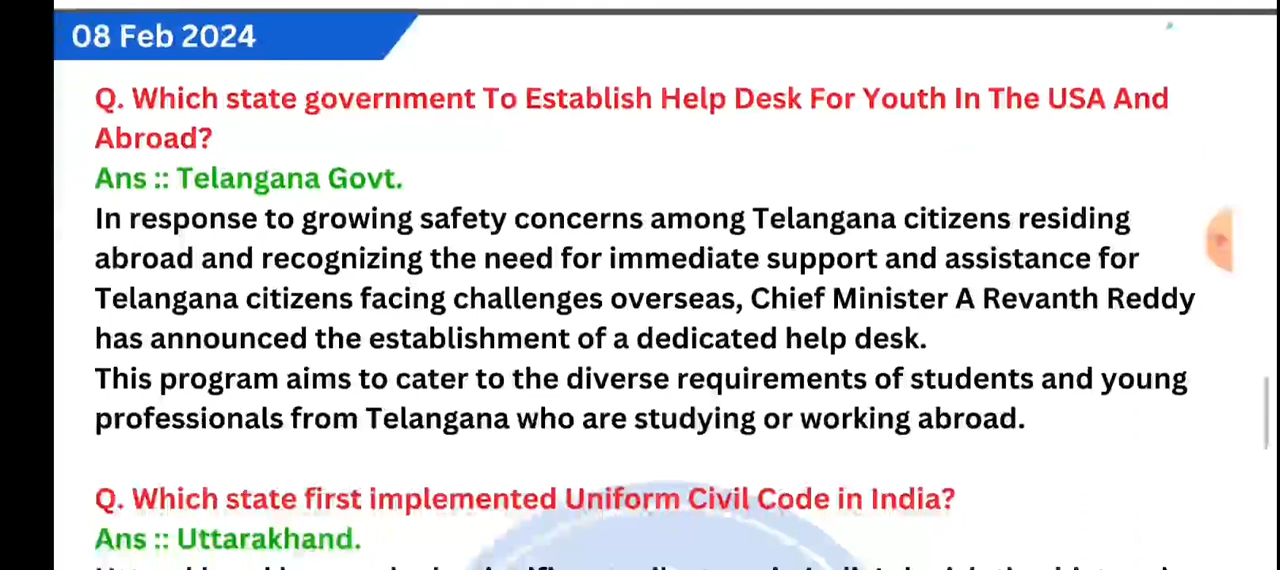 08 Feb 2024
Q. Which state government To Establish Help Desk For Youth In The USA And
Abroad?
Ans :: Telangana Govt.
In response to growing safety concerns among Telangana citizens residing
abroad and recognizing the need for immediate support and assistance for
Telangana citizens facing challenges overseas, Chief Minister A Revanth Reddy
has announced the establishment of a dedicated help desk.
This program aims to cater to the diverse requirements of students and young
professionals from Telangana who are studying or working abroad.
Q. Which state first implemented Uniform Civil Code in India?
Ans :: Uttarakhand.